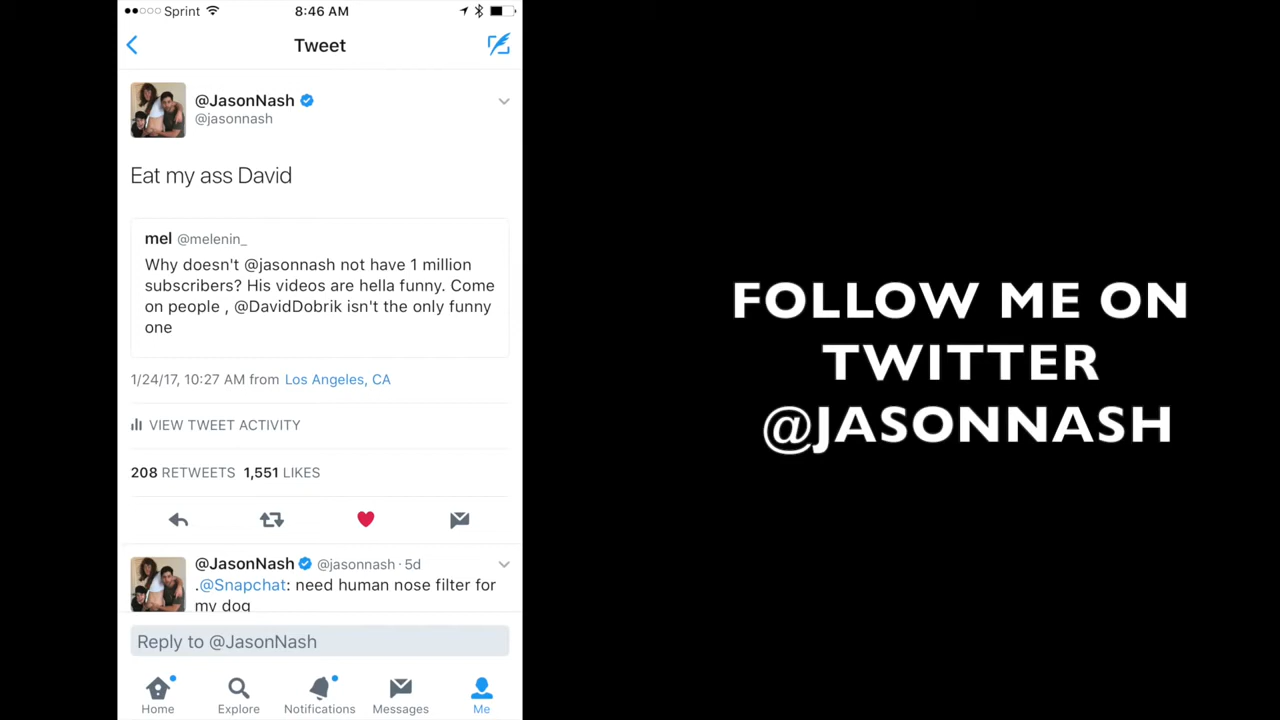 Sprint 8:46 AM
Tweet
@JasonNash
@jasonnash
Eat my ass David
mel @melenin_
Why doesn't @jasonnash not have 1 million
subscribers? His videos are hella funny. Come
on people , @DavidDobrik isn't the only funny
one
1/24/17, 10:27 AM from Los Angeles, CA
VIEW TWEET ACTIVITY
208 RETWEETS 1,551 LIKES
@JasonNash @jasonnash · 5d
.@Snapchat: need human nose filter for
my dog
Reply to @JasonNash
Home Explore Notifications Messages Me
FOLLOW ME ON
TWITTER
@JASONNASH